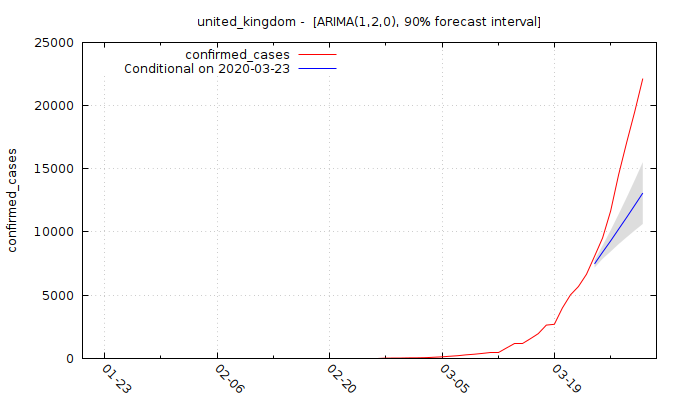 united_kingdom - [ARIMA(1,2,0), 90% forecast interval]
confirmed_cases
Conditional on 2020-03-23
confirmed_cases
25000
20000
15000
10000
5000
0
01-23
02-06
02-20
03-05
03-19